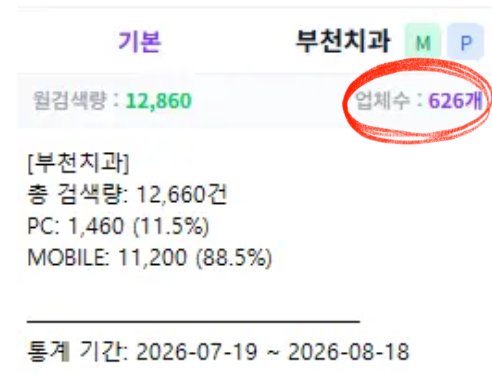 기본 부천치과 M P
월검색량 : 12,860 업체수 : 626개
[부천치과]
총 검색량: 12,660건
PC: 1,460 (11.5%)
MOBILE: 11,200 (88.5%)
통계 기간: 2026-07-19 ~ 2026-08-18